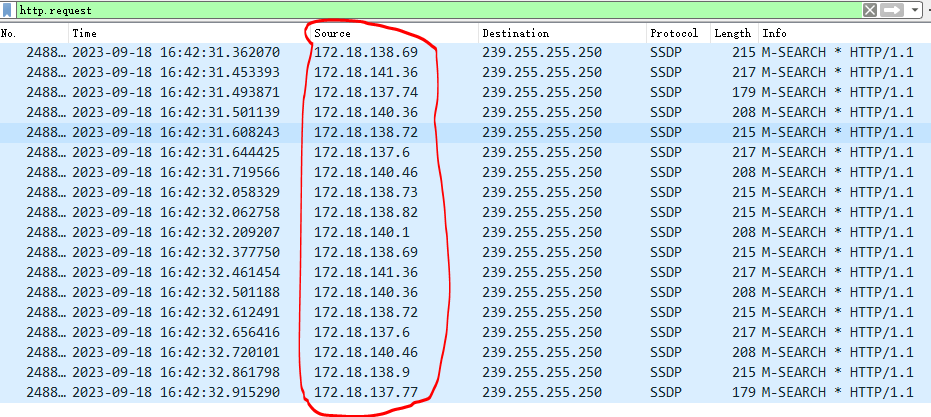 http.request
No. Time Source Destination Protocol Length Info
2488… 2023-09-18 16:42:31.362070 172.18.138.69 239.255.255.250 SSDP 215 M-SEARCH * HTTP/1.1
2488… 2023-09-18 16:42:31.453393 172.18.141.36 239.255.255.250 SSDP 217 M-SEARCH * HTTP/1.1
2488… 2023-09-18 16:42:31.493871 172.18.137.74 239.255.255.250 SSDP 179 M-SEARCH * HTTP/1.1
2488… 2023-09-18 16:42:31.501139 172.18.140.36 239.255.255.250 SSDP 208 M-SEARCH * HTTP/1.1
2488… 2023-09-18 16:42:31.608243 172.18.138.72 239.255.255.250 SSDP 215 M-SEARCH * HTTP/1.1
2488… 2023-09-18 16:42:31.644425 172.18.137.6 239.255.255.250 SSDP 217 M-SEARCH * HTTP/1.1
2488… 2023-09-18 16:42:31.719566 172.18.140.46 239.255.255.250 SSDP 208 M-SEARCH * HTTP/1.1
2488… 2023-09-18 16:42:32.058329 172.18.138.73 239.255.255.250 SSDP 215 M-SEARCH * HTTP/1.1
2488… 2023-09-18 16:42:32.062758 172.18.138.82 239.255.255.250 SSDP 215 M-SEARCH * HTTP/1.1
2488… 2023-09-18 16:42:32.209207 172.18.140.1 239.255.255.250 SSDP 208 M-SEARCH * HTTP/1.1
2488… 2023-09-18 16:42:32.377750 172.18.138.69 239.255.255.250 SSDP 215 M-SEARCH * HTTP/1.1
2488… 2023-09-18 16:42:32.461454 172.18.141.36 239.255.255.250 SSDP 217 M-SEARCH * HTTP/1.1
2488… 2023-09-18 16:42:32.501188 172.18.140.36 239.255.255.250 SSDP 208 M-SEARCH * HTTP/1.1
2488… 2023-09-18 16:42:32.612491 172.18.138.72 239.255.255.250 SSDP 215 M-SEARCH * HTTP/1.1
2488… 2023-09-18 16:42:32.656416 172.18.137.6 239.255.255.250 SSDP 217 M-SEARCH * HTTP/1.1
2488… 2023-09-18 16:42:32.720101 172.18.140.46 239.255.255.250 SSDP 208 M-SEARCH * HTTP/1.1
2488… 2023-09-18 16:42:32.861798 172.18.138.9 239.255.255.250 SSDP 215 M-SEARCH * HTTP/1.1
2488… 2023-09-18 16:42:32.915290 172.18.137.77 239.255.255.250 SSDP 179 M-SEARCH * HTTP/1.1